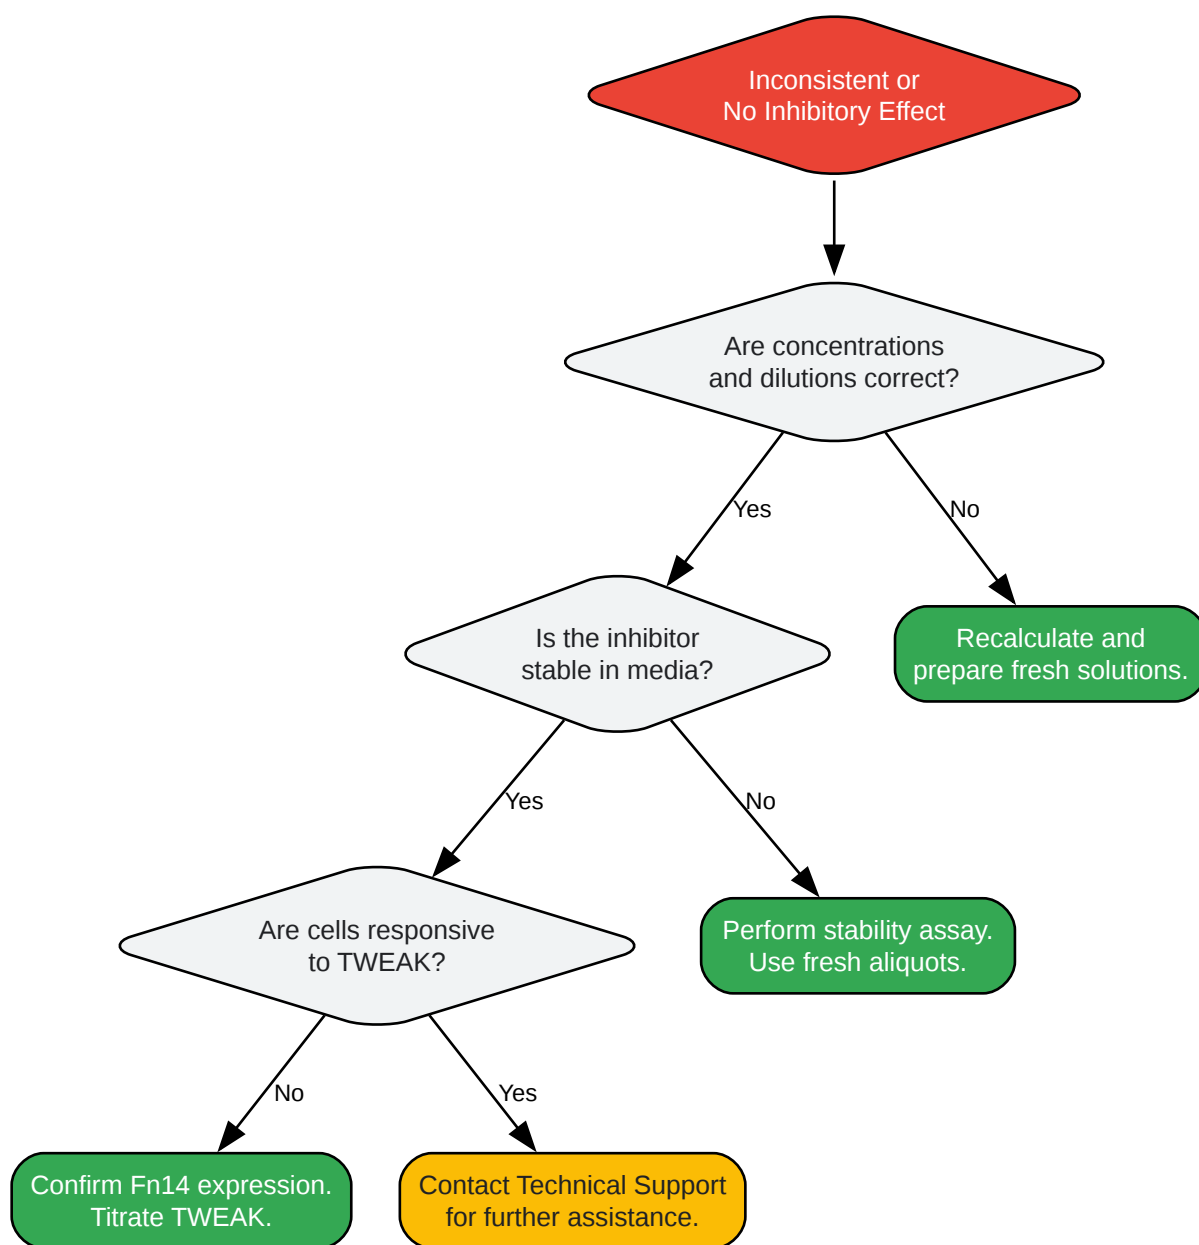 Inconsistent or
No Inhibitory Effect
Are concentrations
and dilutions correct?
Yes
No
Is the inhibitor
stable in media?
Recalculate and
prepare fresh solutions.
Yes
No
Are cells responsive
to TWEAK?
Perform stability assay.
Use fresh aliquots.
No
Yes
Confirm Fn14 expression.
Titrate TWEAK.
Contact Technical Support
for further assistance.